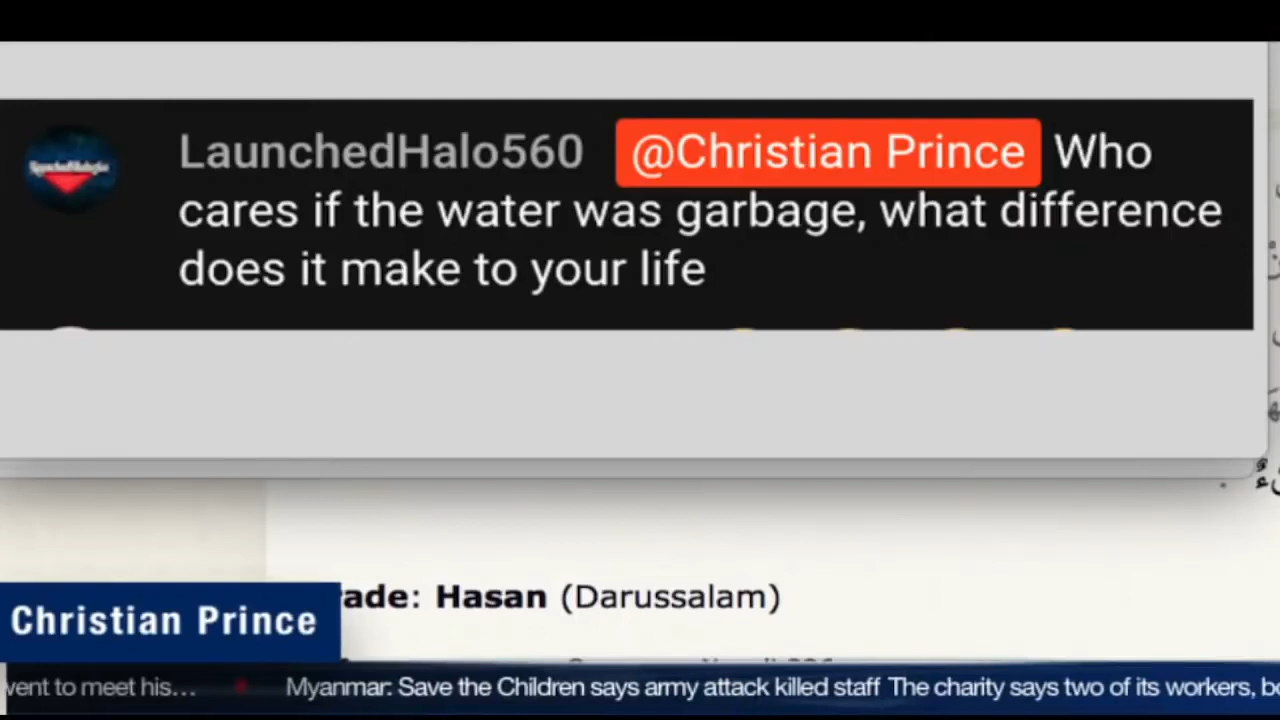 LaunchedHalo560 @Christian Prince Who
cares if the water was garbage, what difference
does it make to your life
rade: Hasan (Darussalam)
Christian Prince
went to meet his... Myanmar: Save the Children says army attack killed staff The charity says two of its workers, bo